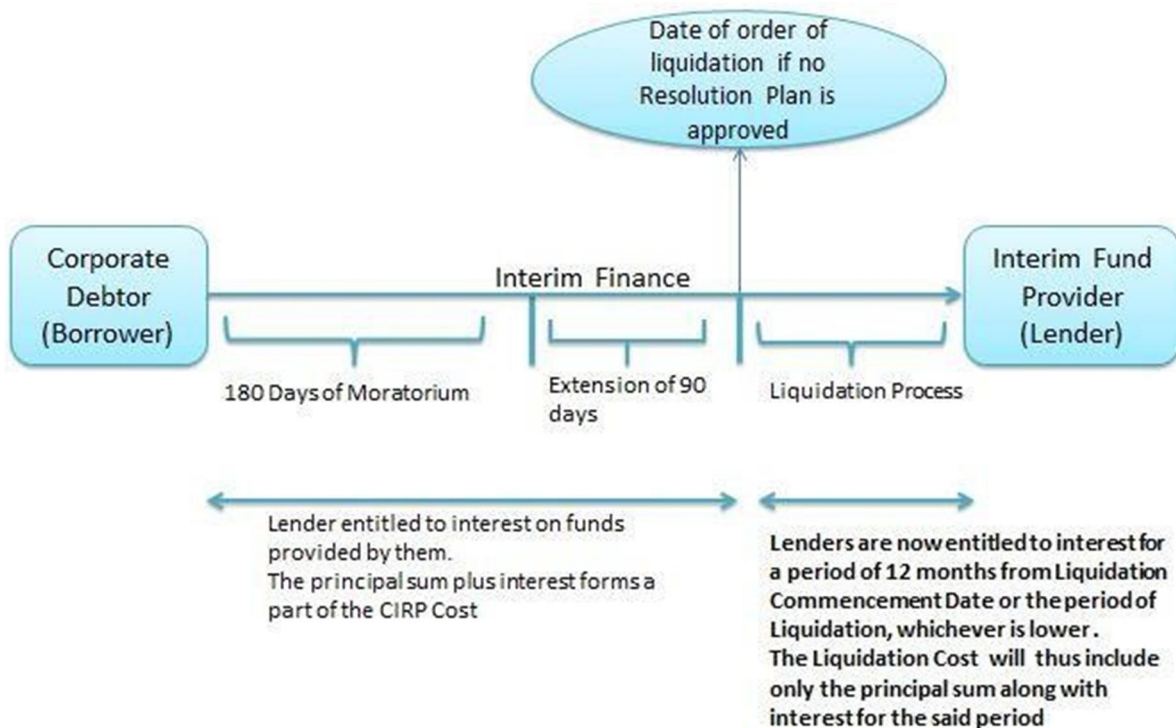 Date of order of
liquidation if no
Resolution Plan is
approved
Corporate
Debtor
(Borrower)
Interim Finance
Interim Fund
Provider
(Lender)
180 Days of Moratorium
Extension of 90
days
Liquidation Process
Lender entitled to interest on funds
provided by them.
The principal sum plus interest forms a
part of the CIRP Cost
Lenders are now entitled to interest for
a period of 12 months from Liquidation
Commencement Date or the period of
Liquidation, whichever is lower.
The Liquidation Cost will thus include
only the principal sum along with
interest for the said period